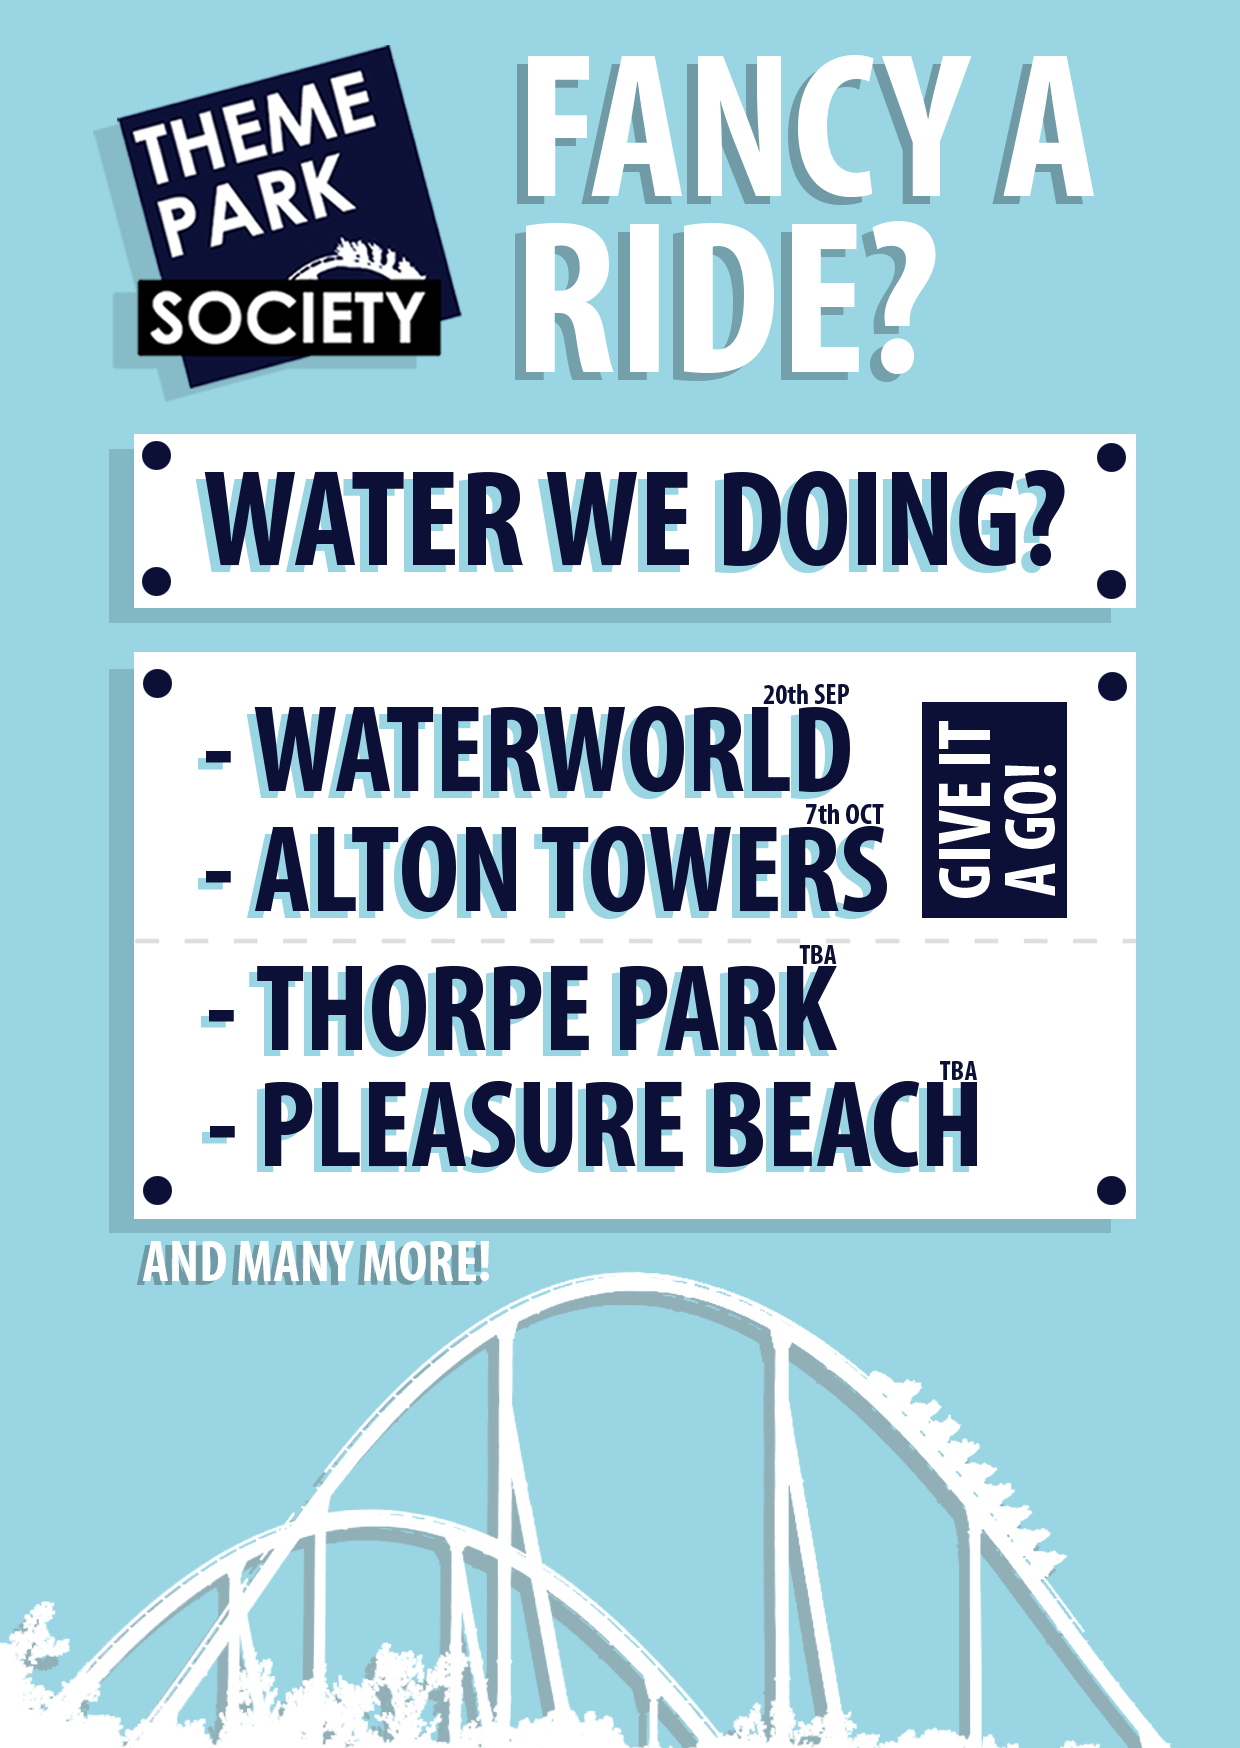 THEME
PARK
SOCIETY
FANCY A
RIDE?
WATER WE DOING?
20th SEP
- WATERWORLD
7th OCT
- ALTON TOWERS
GIVE IT
A GO!
TBA
- THORPE PARK
TBA
- PLEASURE BEACH
AND MANY MORE!